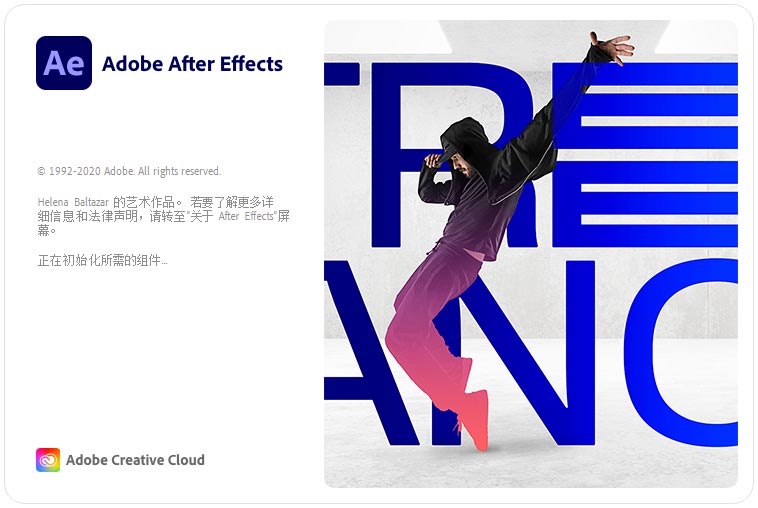 Ae
Adobe After Effects
© 1992-2020 Adobe. All rights reserved.
Helena Baltazar 的艺术作品。 若要了解更多详
细信息和法律声明，请转至“关于 After Effects”屏
幕。
正在初始化所需的组件...
Adobe Creative Cloud
TRE
ANC